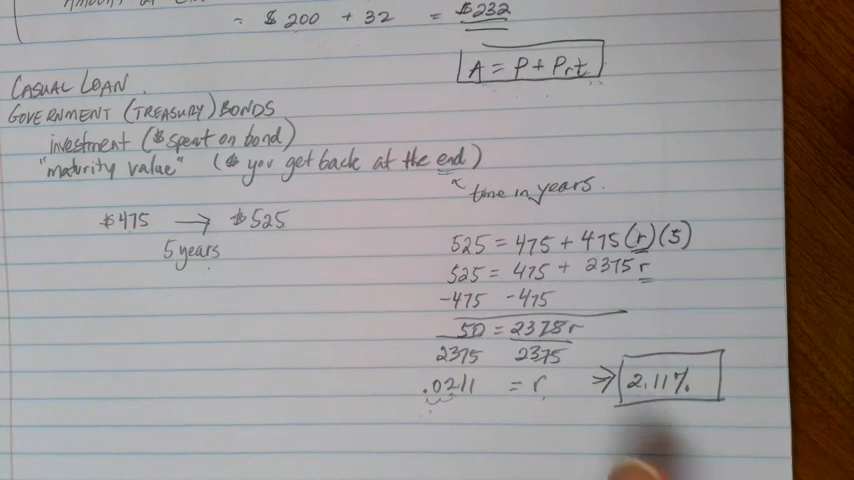 = $200 + 32 = $232
A = P + Prt
CASUAL LOAN.
GOVERNMENT (TREASURY) BONDS
investment ($ spent on bond)
"maturity value" ($ you get back at the end)
time in years.
$475 → $525
5 years
525 = 475 + 475(r)(5)
525 = 475 + 2375r
-475 -475
50 = 2378r
2375 2375
.0211 = r
⇒ 2.11%